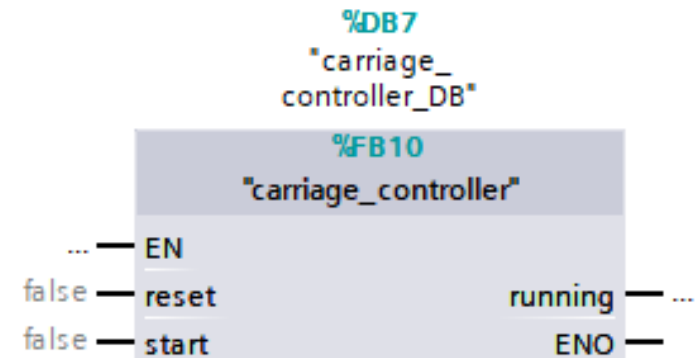 %DB7
"carriage_
controller_DB"
%FB10
"carriage_controller"
... EN
false reset running ...
false start ENO